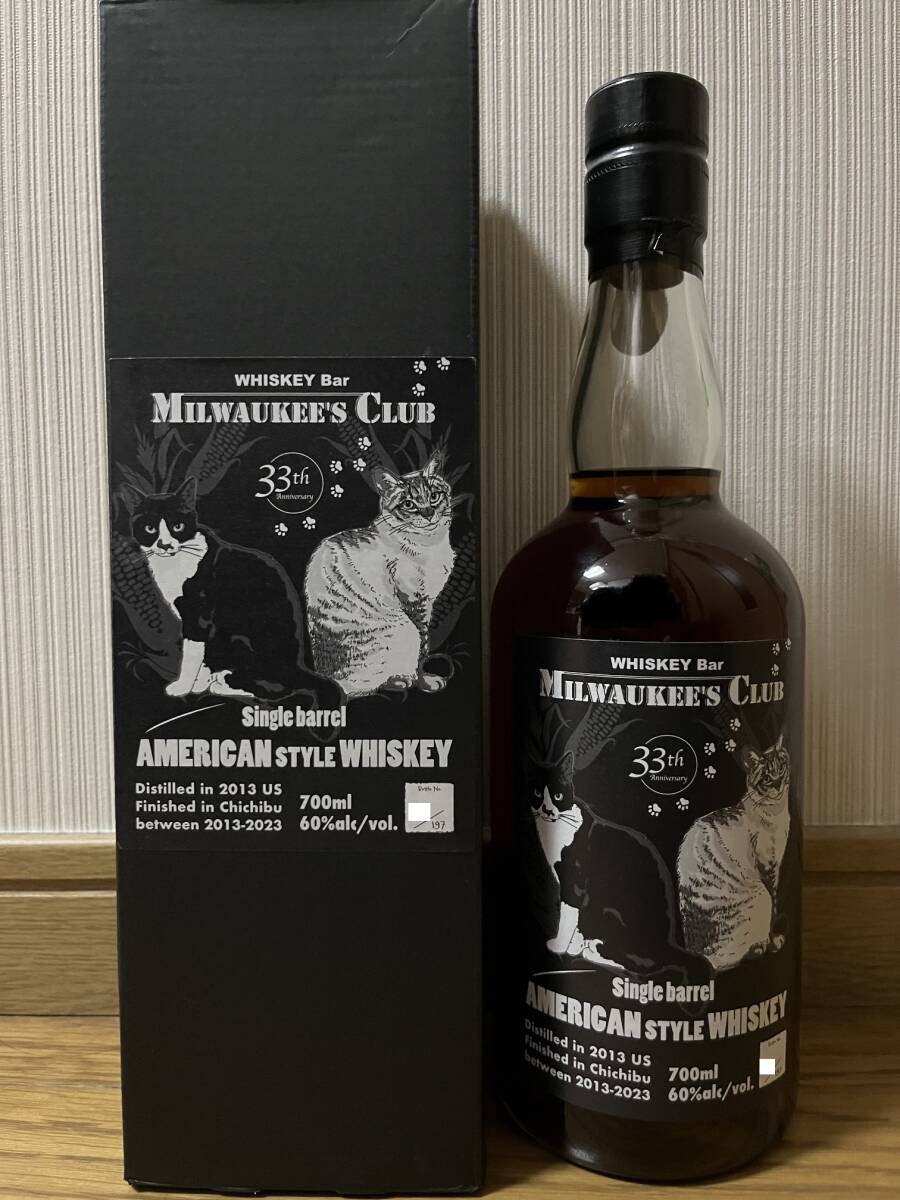 WHISKEY Bar
MILWAUKEE'S CLUB
33th
Anniversary
Single barrel
AMERICAN STYLE WHISKEY
Distilled in 2013 US
Finished in Chichibu
between 2013-2023
700ml
60%alc/vol.
Bottle No.
/197
WHISKEY Bar
MILWAUKEE'S CLUB
33th
Anniversary
Single barrel
AMERICAN STYLE WHISKEY
Distilled in 2013 US
Finished in Chichibu
between 2013-2023
700ml
60%alc/vol.